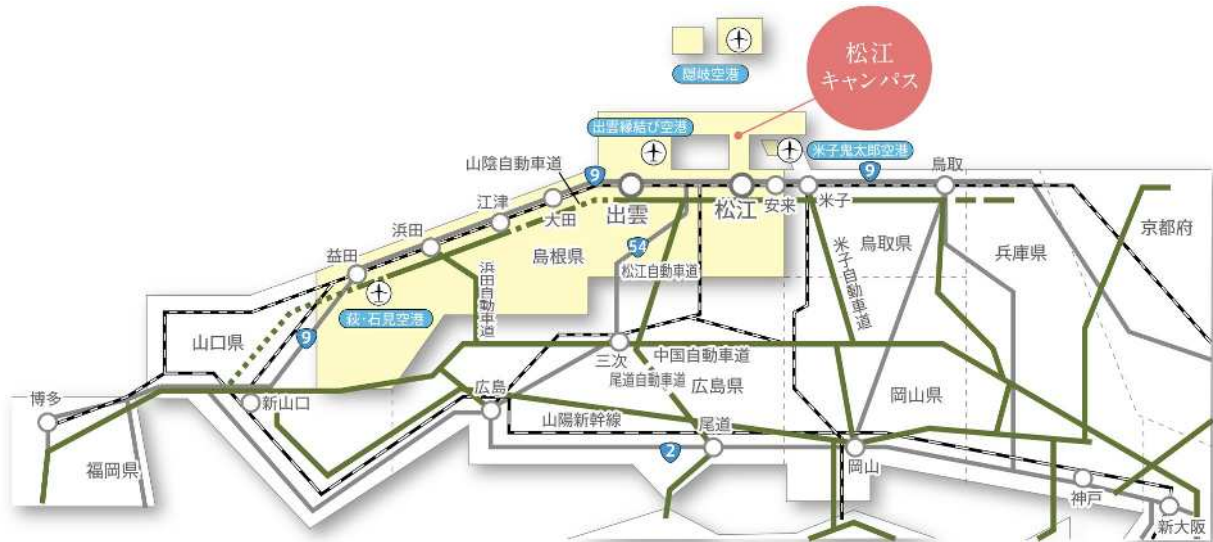 松江
キャンパス
隠岐空港
出雲縁結び空港
米子鬼太郎空港
山陰自動車道
9
9
鳥取
江津
大田
出雲
松江
安来
米子
浜田
益田
島根県
54
松江自動車道
鳥取県
兵庫県
京都府
浜田自動車道
米子自動車道
萩・石見空港
9
山口県
三次
中国自動車道
尾道自動車道
広島県
岡山県
博多
新山口
広島
山陽新幹線
尾道
2
岡山
福岡県
神戸
新大阪